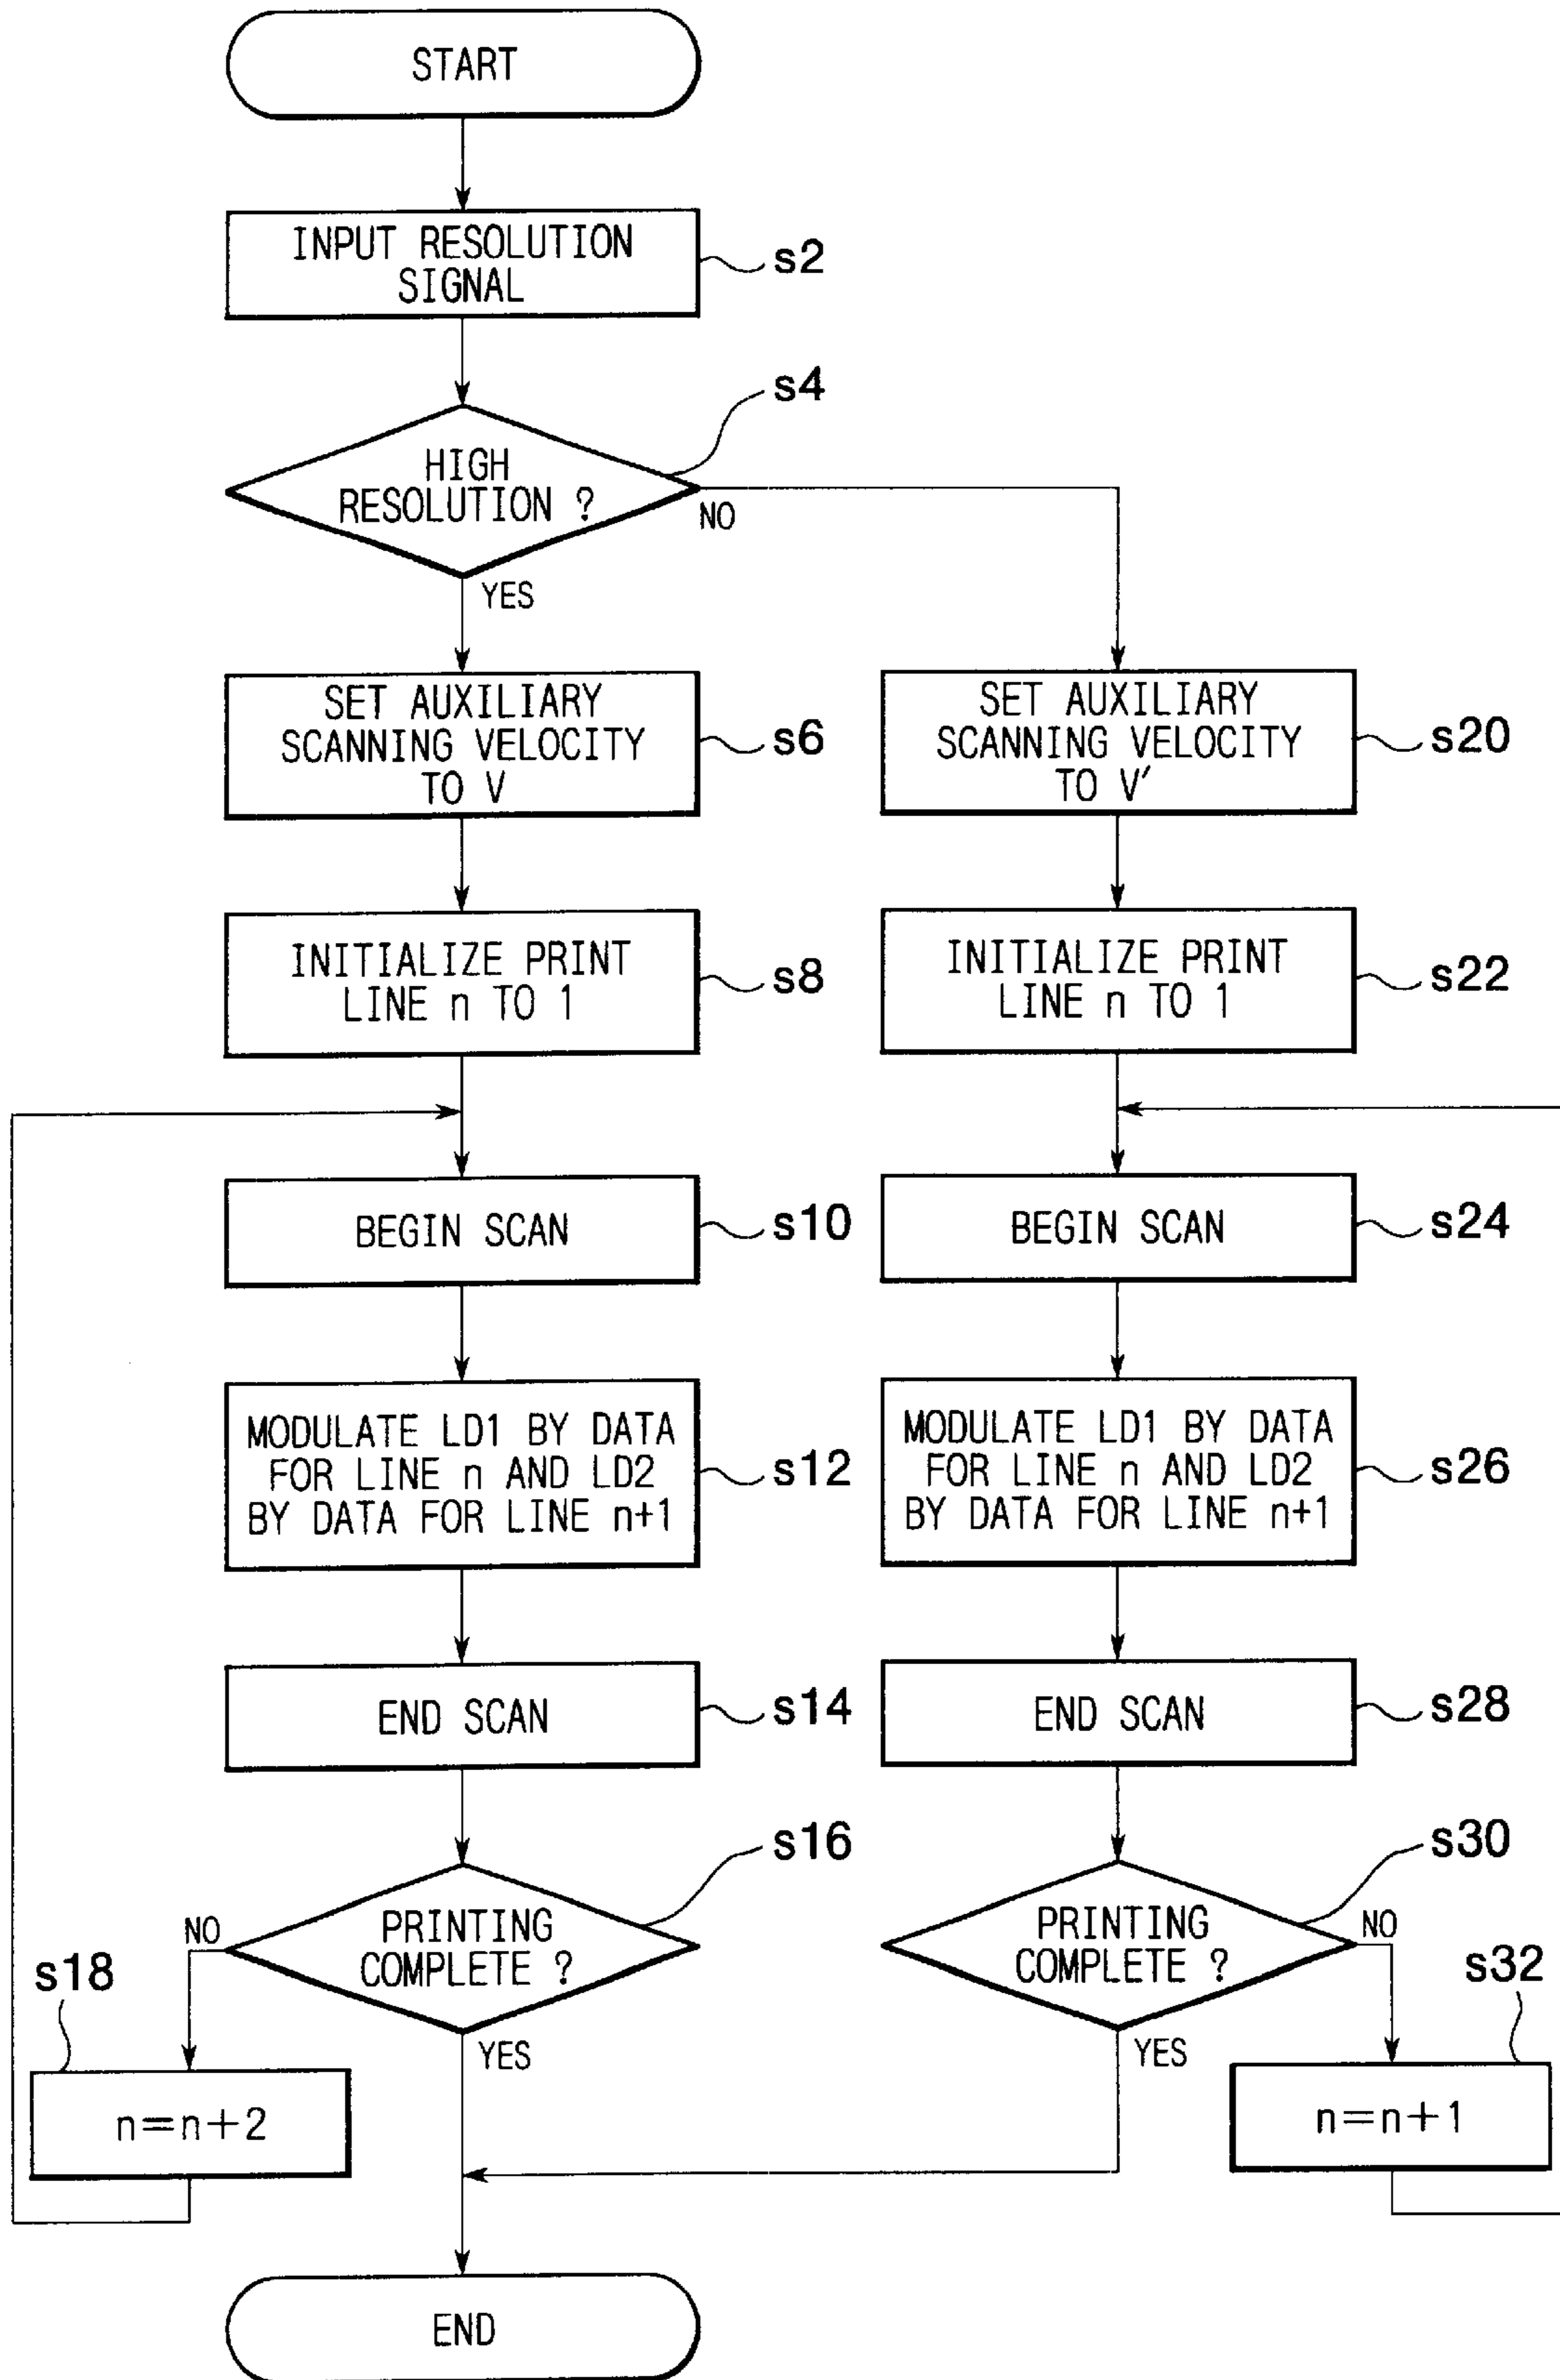 START
INPUT RESOLUTION
SIGNAL
s2
s4
HIGH
RESOLUTION ?
NO
YES
SET AUXILIARY
SCANNING VELOCITY
TO V
s6
SET AUXILIARY
SCANNING VELOCITY
TO V'
s20
INITIALIZE PRINT
LINE n TO 1
s8
INITIALIZE PRINT
LINE n TO 1
s22
BEGIN SCAN
s10
BEGIN SCAN
s24
MODULATE LD1 BY DATA
FOR LINE n AND LD2
BY DATA FOR LINE n+1
s12
MODULATE LD1 BY DATA
FOR LINE n AND LD2
BY DATA FOR LINE n+1
s26
END SCAN
s14
END SCAN
s28
s16
PRINTING
COMPLETE ?
NO
YES
s18
n=n+2
s30
PRINTING
COMPLETE ?
NO
YES
s32
n=n+1
END